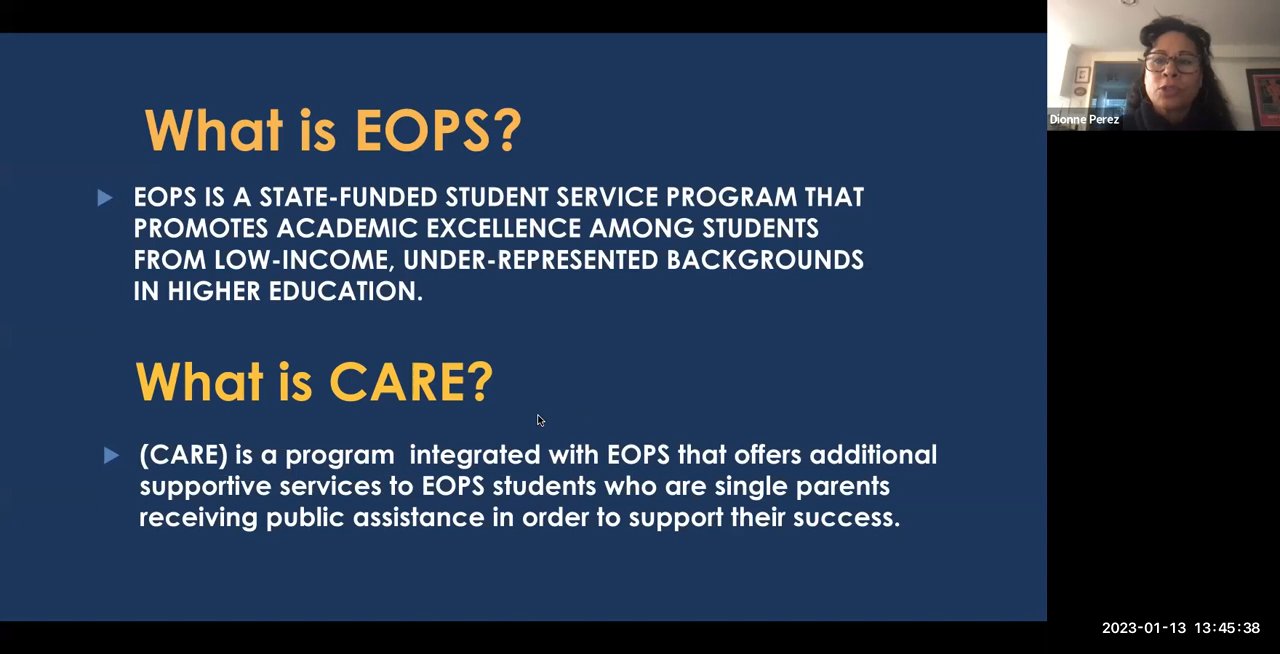 What is EOPS?
EOPS IS A STATE-FUNDED STUDENT SERVICE PROGRAM THAT
PROMOTES ACADEMIC EXCELLENCE AMONG STUDENTS
FROM LOW-INCOME, UNDER-REPRESENTED BACKGROUNDS
IN HIGHER EDUCATION.
What is CARE?
(CARE) is a program  integrated with EOPS that offers additional
supportive services to EOPS students who are single parents
receiving public assistance in order to support their success.
Dionne Perez
2023-01-13 13:45:38